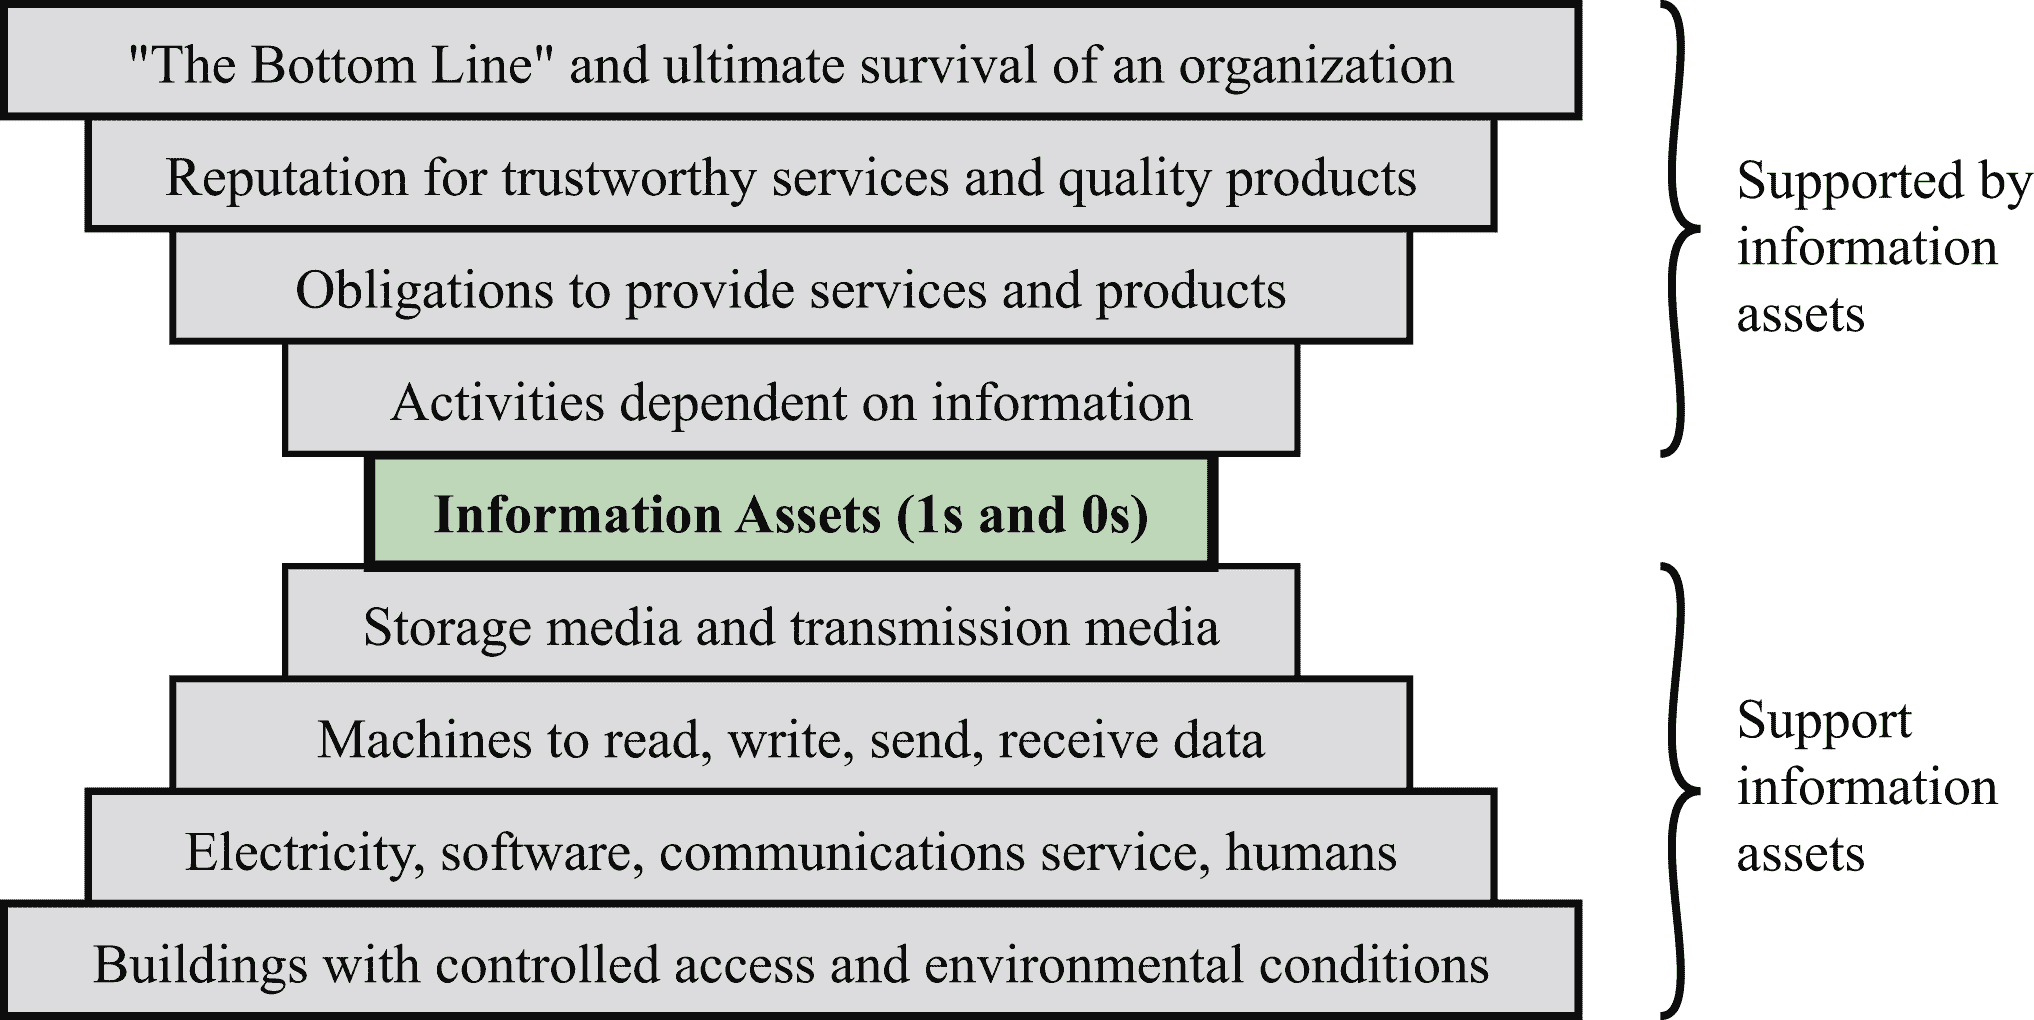 "The Bottom Line" and ultimate survival of an organization
Reputation for trustworthy services and quality products
Obligations to provide services and products
Activities dependent on information
Supported by
information
assets
Information Assets (1s and 0s)
Storage media and transmission media
Machines to read, write, send, receive data
Electricity, software, communications service, humans
Buildings with controlled access and environmental conditions
Support
information
assets